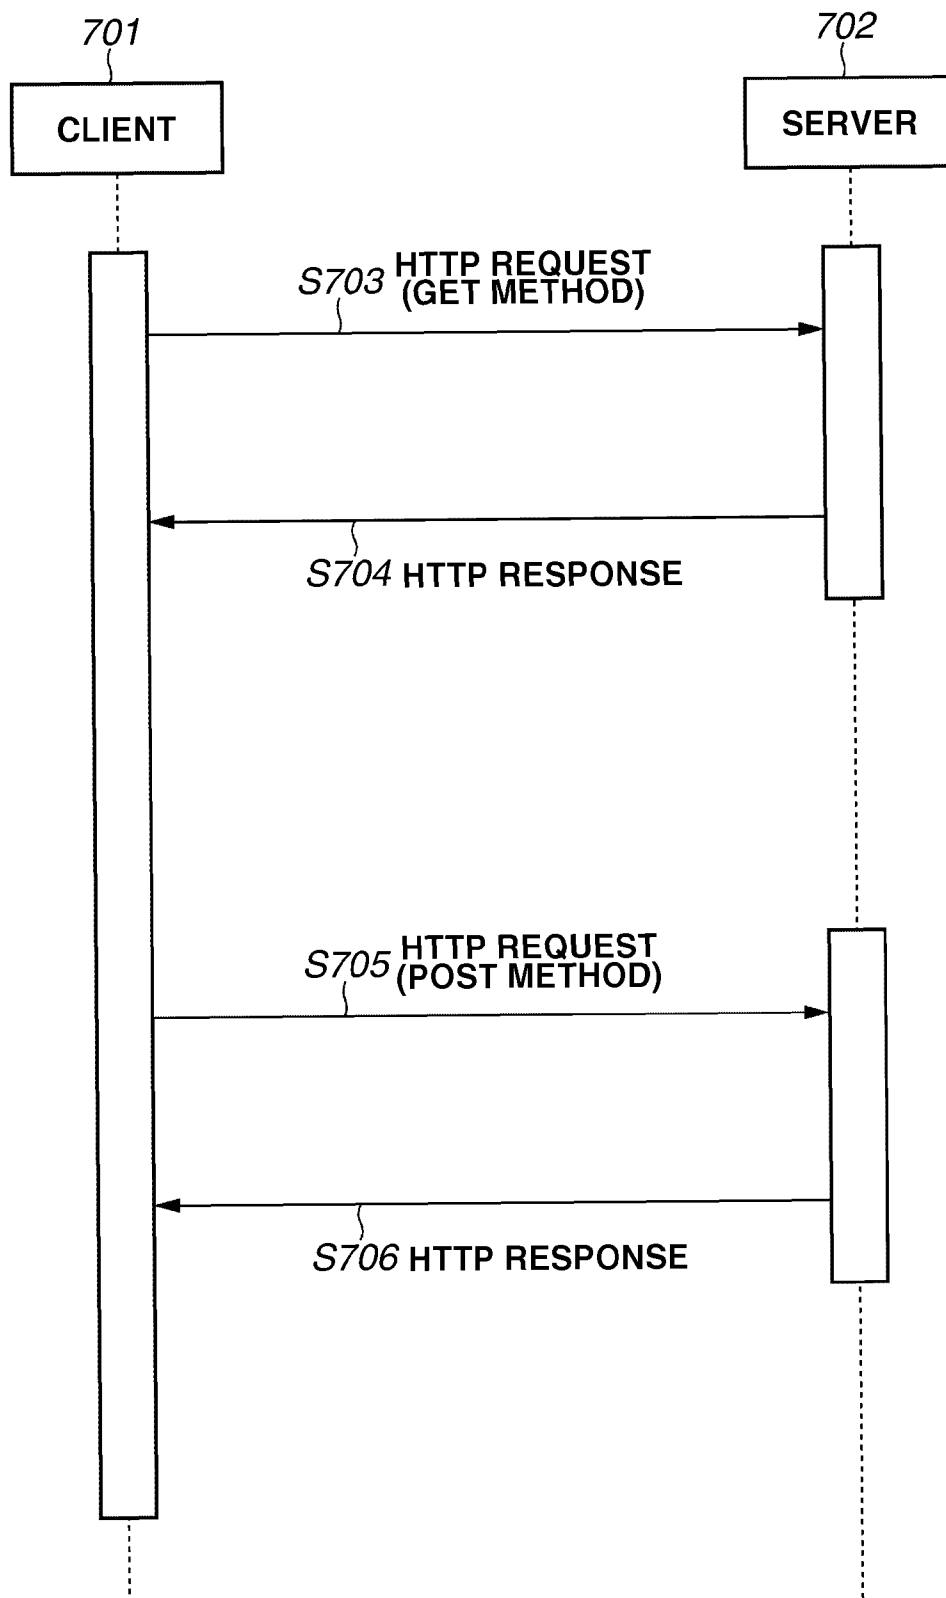 701
702
CLIENT
SERVER
S703 HTTP REQUEST
(GET METHOD)
S704 HTTP RESPONSE
S705 HTTP REQUEST
(POST METHOD)
S706 HTTP RESPONSE